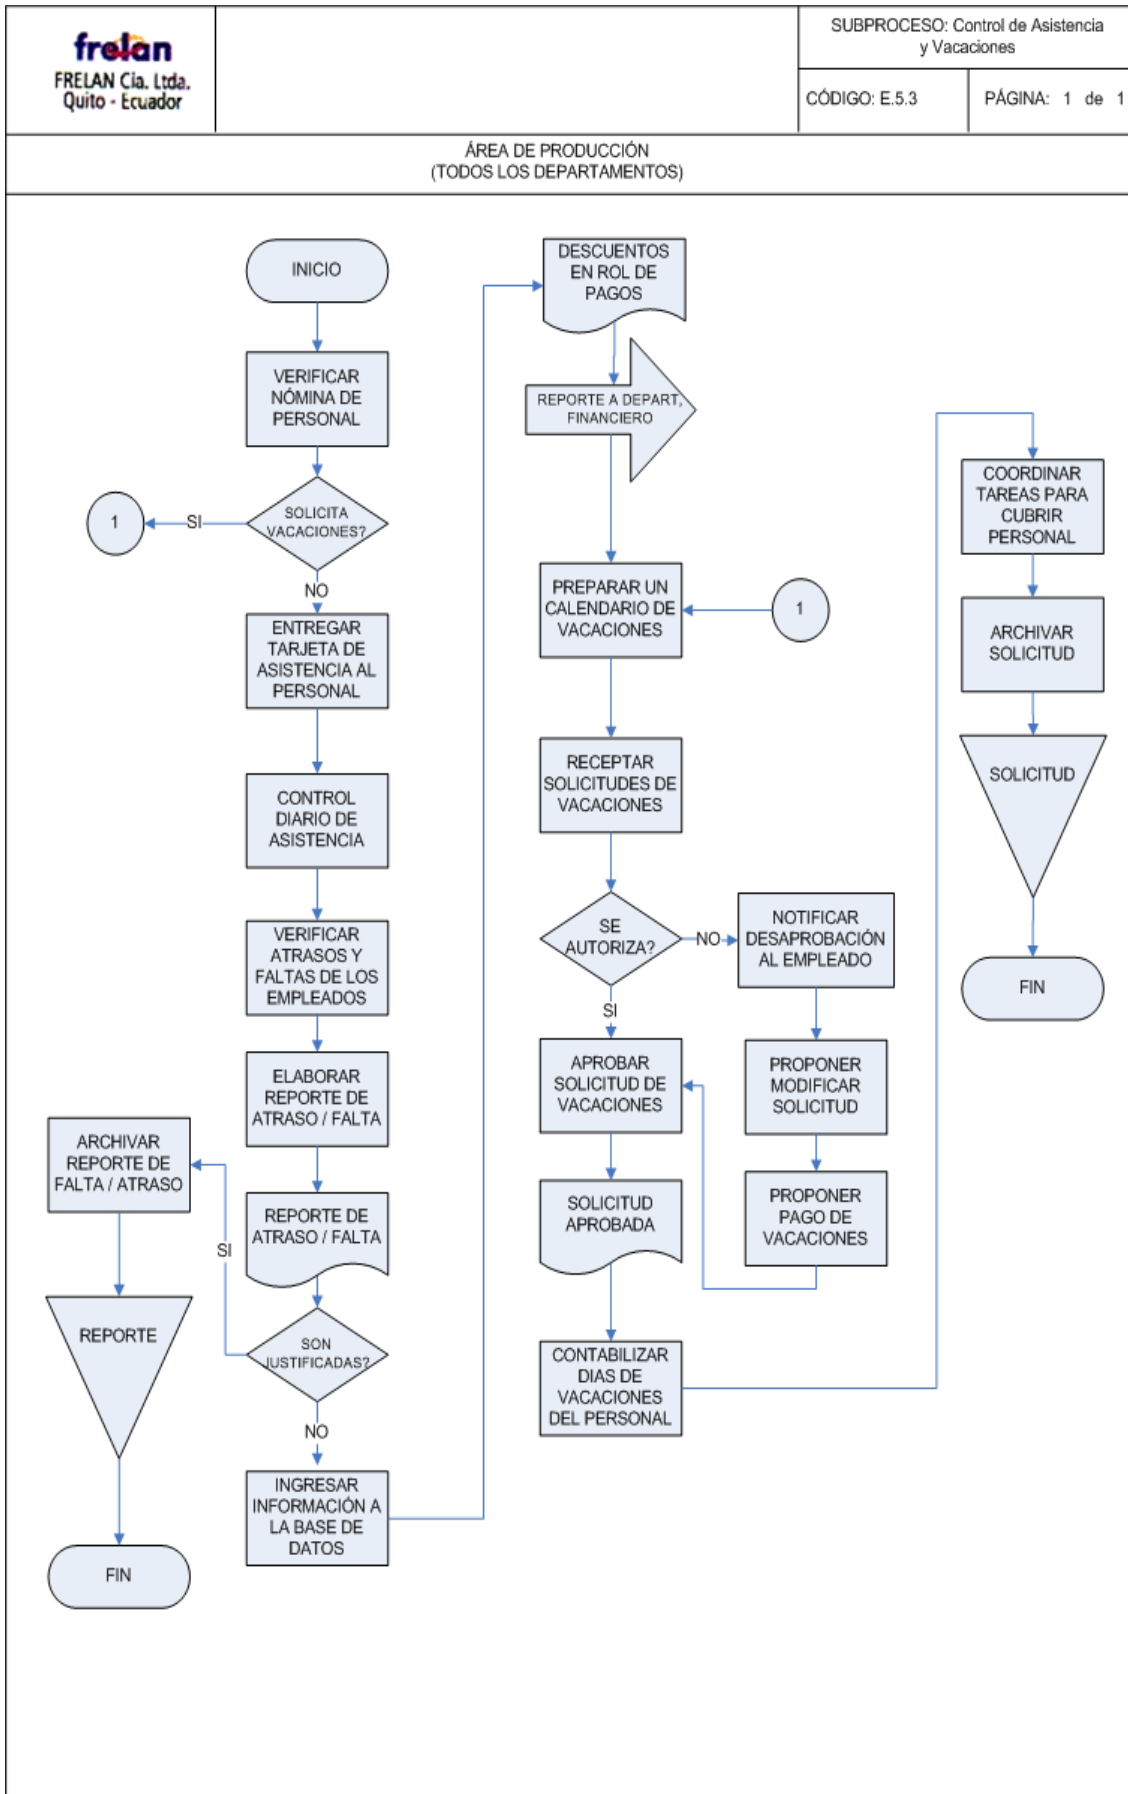 frelan
FRELAN Cia. Ltda.
Quito - Ecuador
SUBPROCESO: Control de Asistencia
y Vacaciones
CÓDIGO: E.5.3
PÁGINA: 1 de 1
ÁREA DE PRODUCCIÓN
(TODOS LOS DEPARTAMENTOS)
INICIO
VERIFICAR
NÓMINA DE
PERSONAL
SOLICITA
VACACIONES?
SI
1
NO
ENTREGAR
TARJETA DE
ASISTENCIA AL
PERSONAL
CONTROL
DIARIO DE
ASISTENCIA
VERIFICAR
ATRASOS Y
FALTAS DE LOS
EMPLEADOS
ELABORAR
REPORTE DE
ATRASO / FALTA
REPORTE DE
ATRASO / FALTA
SON
JUSTIFICADAS?
SI
ARCHIVAR
REPORTE DE
FALTA / ATRASO
REPORTE
FIN
NO
INGRESAR
INFORMACIÓN A
LA BASE DE
DATOS
DESCUENTOS
EN ROL DE
PAGOS
REPORTE A DEPART,
FINANCIERO
PREPARAR UN
CALENDARIO DE
VACACIONES
1
RECEPTAR
SOLICITUDES DE
VACACIONES
SE
AUTORIZA?
NO
NOTIFICAR
DESAPROBACIÓN
AL EMPLEADO
PROPONER
MODIFICAR
SOLICITUD
PROPONER
PAGO DE
VACACIONES
SI
APROBAR
SOLICITUD DE
VACACIONES
SOLICITUD
APROBADA
CONTABILIZAR
DIAS DE
VACACIONES
DEL PERSONAL
COORDINAR
TAREAS PARA
CUBRIR
PERSONAL
ARCHIVAR
SOLICITUD
SOLICITUD
FIN